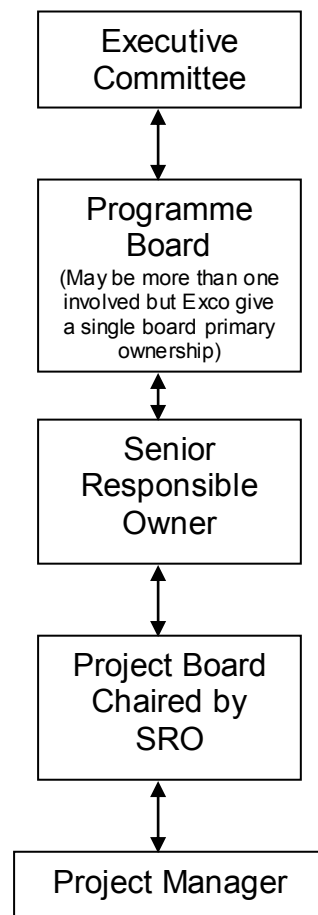 Executive
Committee
Programme
Board
(May be more than one
involved but Exco give
a single board primary
ownership)
Senior
Responsible
Owner
Project Board
Chaired by
SRO
Project Manager